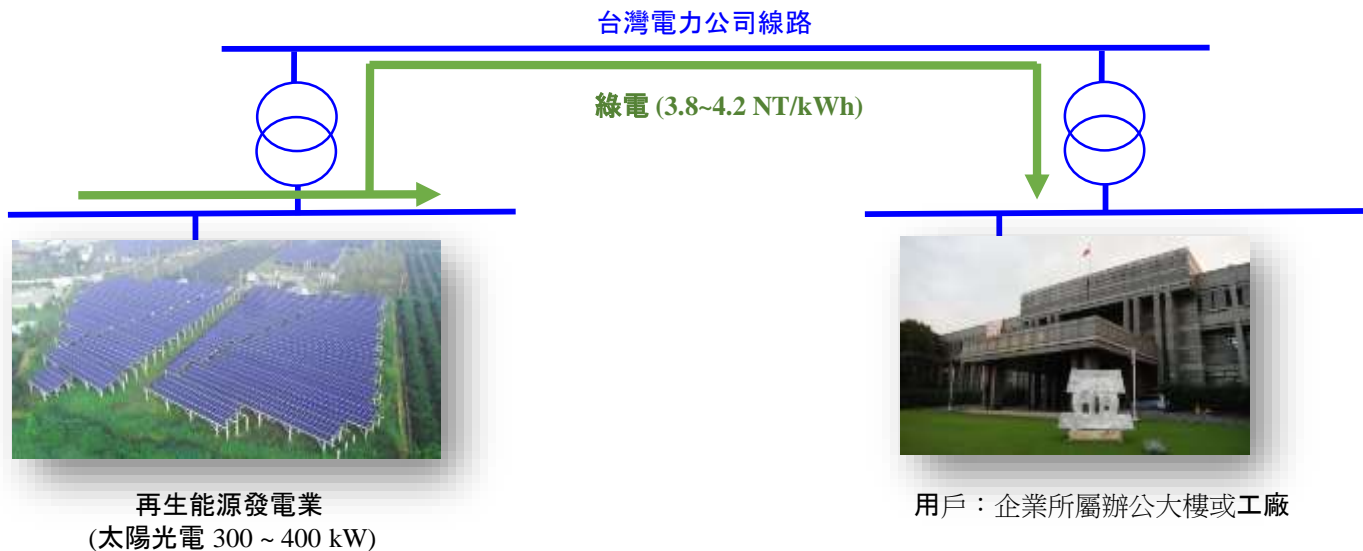 台灣電力公司線路
綠電 (3.8~4.2 NT/kWh)
再生能源發電業
(太陽光電 300 ~ 400 kW)
用戶：企業所屬辦公大樓或工廠